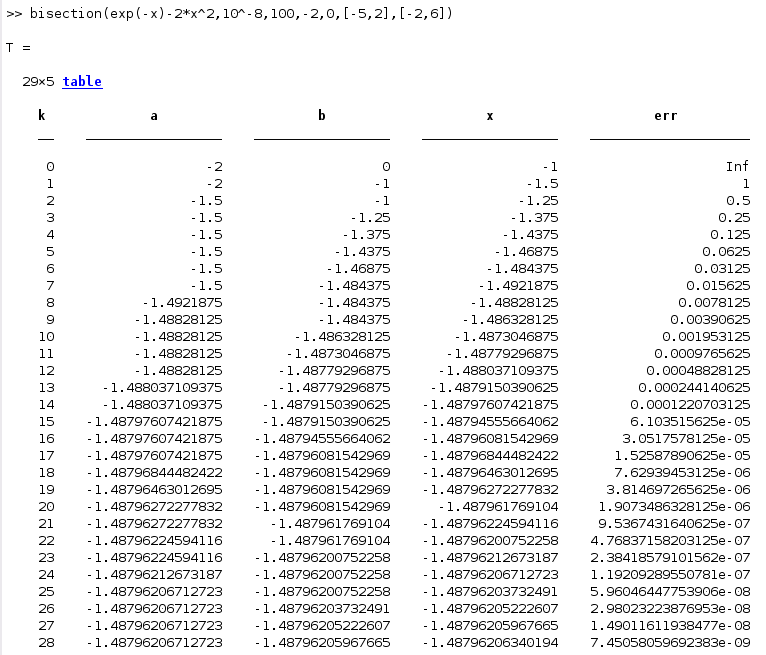 >> bisection(exp(-x)-2*x^2,10^-8,100,-2,0,[-5,2],[-2,6])
T =
29×5 table
k a b x err
0 -2 0 -1 Inf
1 -2 -1 -1.5 1
2 -1.5 -1 -1.25 0.5
3 -1.5 -1.25 -1.375 0.25
4 -1.5 -1.375 -1.4375 0.125
5 -1.5 -1.4375 -1.46875 0.0625
6 -1.5 -1.46875 -1.484375 0.03125
7 -1.5 -1.484375 -1.4921875 0.015625
8 -1.4921875 -1.484375 -1.48828125 0.0078125
9 -1.48828125 -1.484375 -1.486328125 0.00390625
10 -1.48828125 -1.486328125 -1.4873046875 0.001953125
11 -1.48828125 -1.4873046875 -1.48779296875 0.0009765625
12 -1.48828125 -1.48779296875 -1.488037109375 0.00048828125
13 -1.488037109375 -1.48779296875 -1.4879150390625 0.000244140625
14 -1.488037109375 -1.4879150390625 -1.48797607421875 0.0001220703125
15 -1.48797607421875 -1.4879150390625 -1.48794555664062 6.103515625e-05
16 -1.48797607421875 -1.48794555664062 -1.48796081542969 3.0517578125e-05
17 -1.48797607421875 -1.48796081542969 -1.48796844482422 1.52587890625e-05
18 -1.48796844482422 -1.48796081542969 -1.48796463012695 7.62939453125e-06
19 -1.48796463012695 -1.48796081542969 -1.48796272277832 3.814697265625e-06
20 -1.48796272277832 -1.48796081542969 -1.487961769104 1.9073486328125e-06
21 -1.48796272277832 -1.487961769104 -1.48796224594116 9.5367431640625e-07
22 -1.48796224594116 -1.487961769104 -1.48796200752258 4.76837158203125e-07
23 -1.48796224594116 -1.48796200752258 -1.48796212673187 2.38418579101562e-07
24 -1.48796212673187 -1.48796200752258 -1.48796206712723 1.19209289550781e-07
25 -1.48796206712723 -1.48796200752258 -1.48796203732491 5.96046447753906e-08
26 -1.48796206712723 -1.48796203732491 -1.48796205222607 2.98023223876953e-08
27 -1.48796206712723 -1.48796205222607 -1.48796205967665 1.49011611938477e-08
28 -1.48796206712723 -1.48796205967665 -1.48796206340194 7.45058059692383e-09